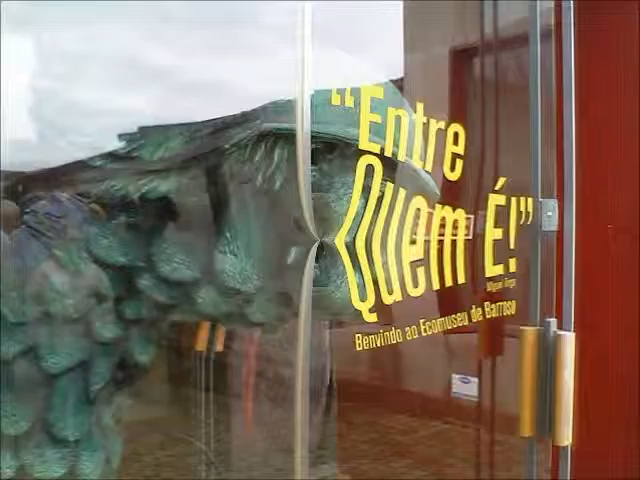 “Entre
Quem É!”
Miguel Torga
Benvindo ao Ecomuseu de Barroso